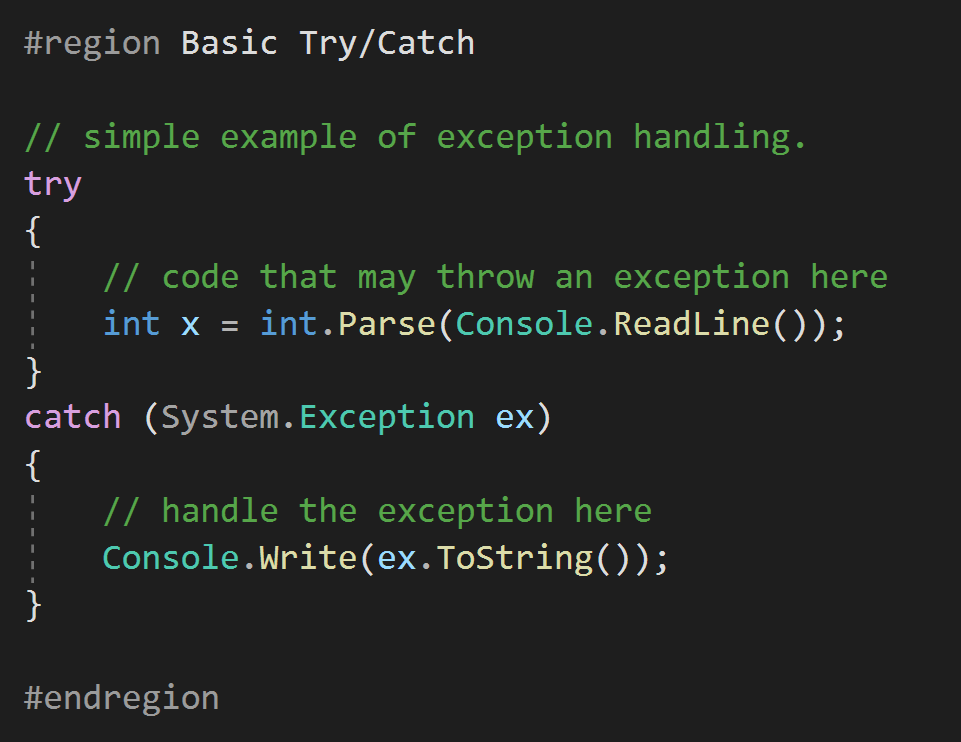 #region Basic Try/Catch
// simple example of exception handling.
try
{
    // code that may throw an exception here
    int x = int.Parse(Console.ReadLine());
}
catch (System.Exception ex)
{
    // handle the exception here
    Console.Write(ex.ToString());
}
#endregion